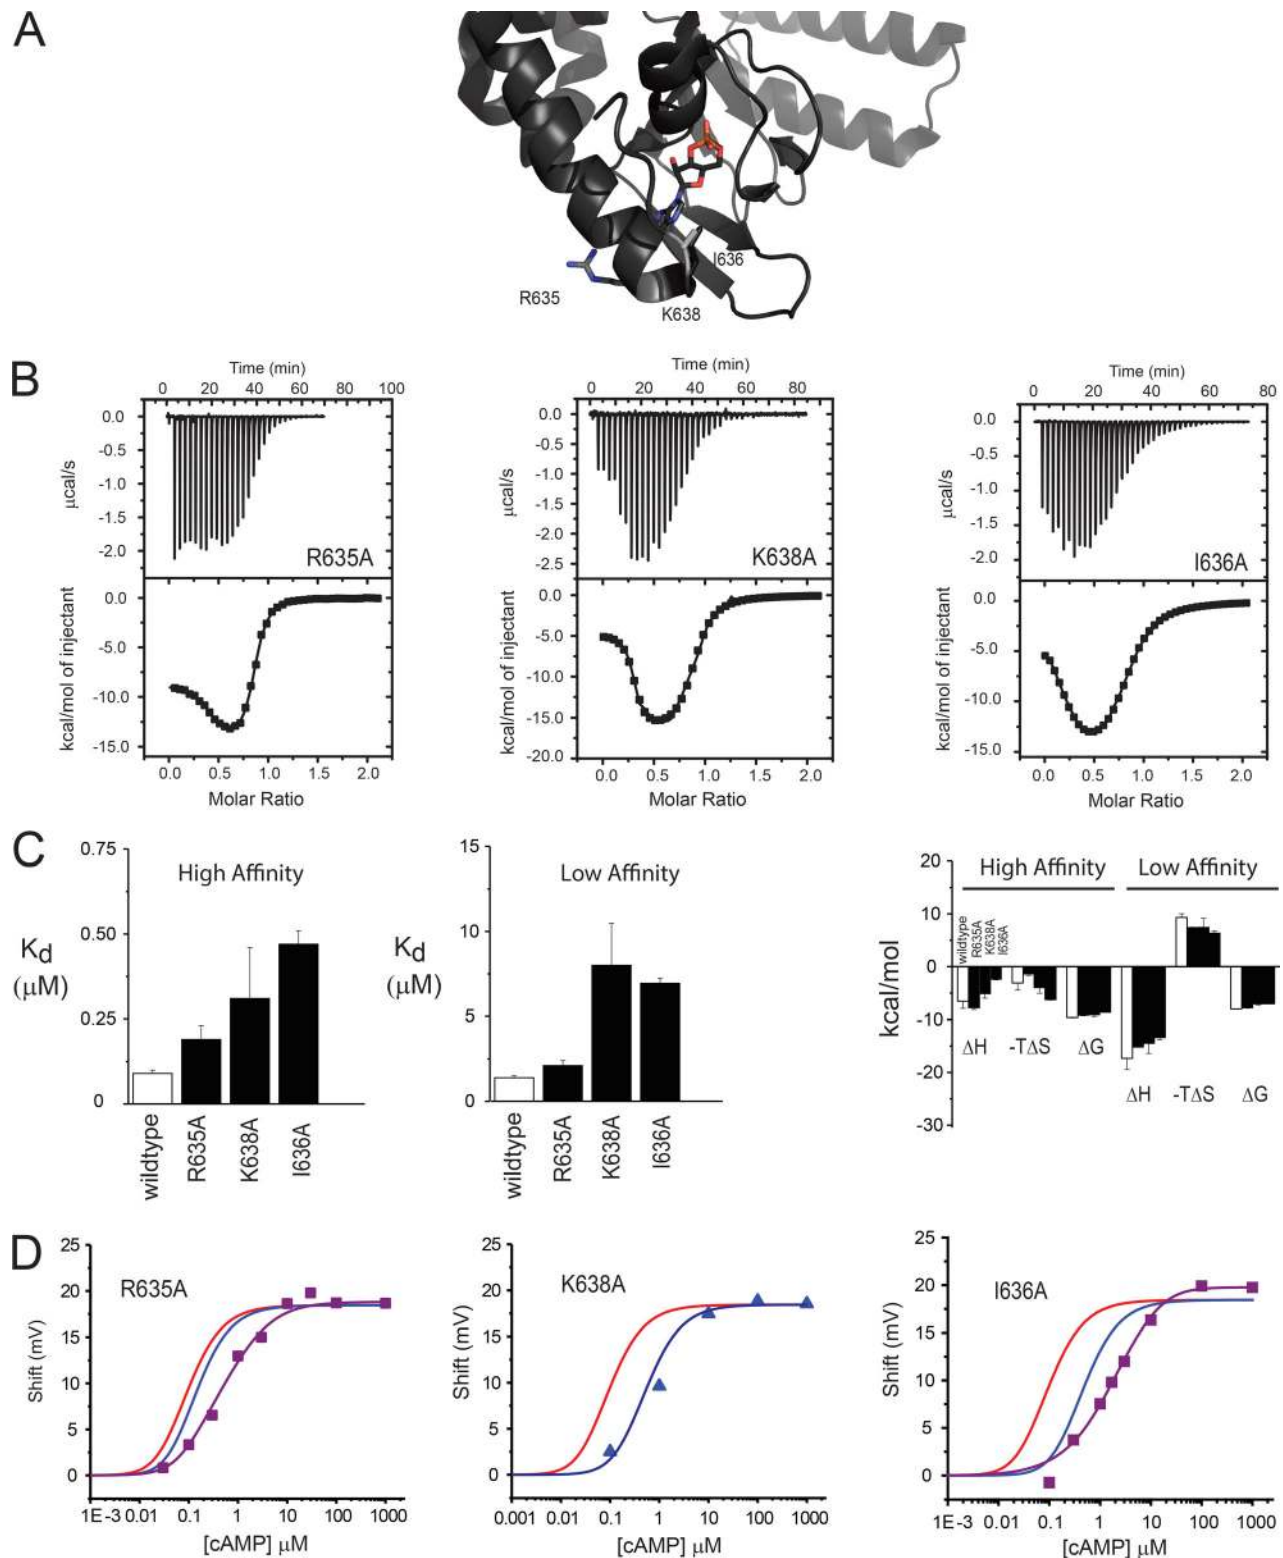 A
R635
K638
I636
B
Time (min)
0 20 40 60 80 100
0.0
-0.5
-1.0
-1.5
-2.0
μcal/s
R635A
0.0
-5.0
-10.0
-15.0
kcal/mol of injectant
0.0 0.5 1.0 1.5 2.0
Molar Ratio
Time (min)
0 20 40 60 80
0.0
-0.5
-1.0
-1.5
-2.0
-2.5
μcal/s
K638A
0.0
-5.0
-10.0
-15.0
-20.0
kcal/mol of injectant
0.0 0.5 1.0 1.5 2.0
Molar Ratio
Time (min)
0 20 40 60 80
0.0
-0.5
-1.0
-1.5
-2.0
μcal/s
I636A
0.0
-5.0
-10.0
-15.0
kcal/mol of injectant
0.0 0.5 1.0 1.5 2.0
Molar Ratio
C
0.75
0.50
0.25
0
Kd
(μM)
High Affinity
wildtype
R635A
K638A
I636A
15
10
5
0
Kd
(μM)
Low Affinity
wildtype
R635A
K638A
I636A
20
10
0
-10
-20
-30
kcal/mol
High Affinity Low Affinity
wildtype
R635A
K638A
I636A
ΔH -TΔS ΔG
ΔH -TΔS ΔG
D
25
20
15
10
5
0
Shift (mV)
R635A
1E-3 0.01 0.1 1 10 100 1000
[cAMP] μM
25
20
15
10
5
0
Shift (mV)
K638A
0.001 0.01 0.1 1 10 100 1000
[cAMP] μM
25
20
15
10
5
0
Shift (mV)
I636A
1E-3 0.01 0.1 1 10 100 1000
[cAMP] μM